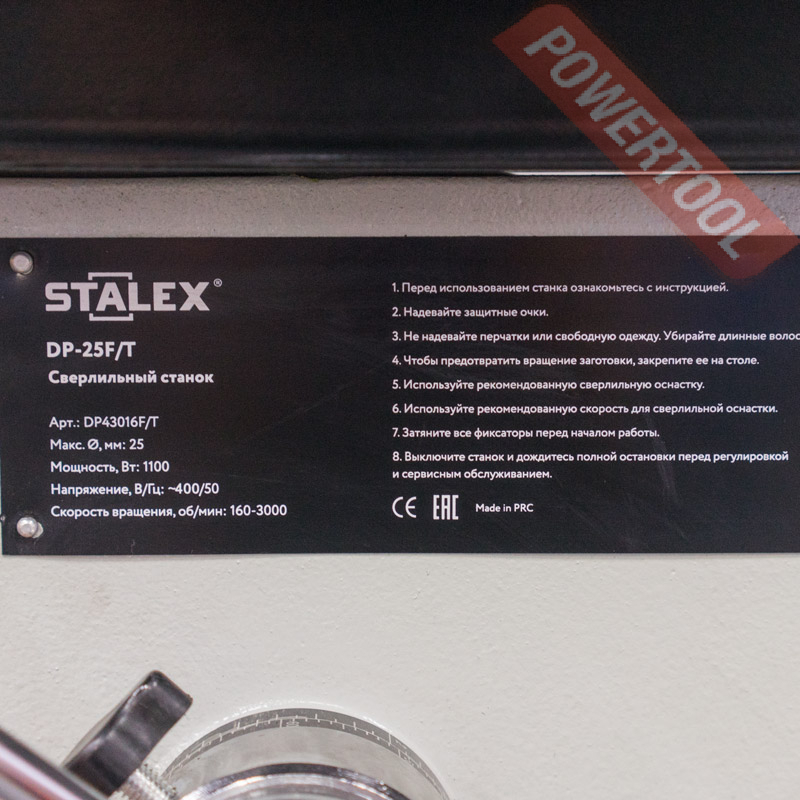 POWERTOOL
STALEX®
DP-25F/T
Сверлильный станок
Арт.: DP43016F/T
Макс. Ø, мм: 25
Мощность, Вт: 1100
Напряжение, В/Гц: ~400/50
Скорость вращения, об/мин: 160-3000
1. Перед использованием станка ознакомьтесь с инструкцией.
2. Надевайте защитные очки.
3. Не надевайте перчатки или свободную одежду. Убирайте длинные
4. Чтобы предотвратить вращение заготовки, закрепите ее на столе.
5. Используйте рекомендованную сверлильную оснастку.
6. Используйте рекомендованную скорость для сверлильной оснастки.
7. Затяните все фиксаторы перед началом работы.
8. Выключите станок и дождитесь полной остановки перед регулировкой
и сервисным обслуживанием.
CE EAC Made in PRC